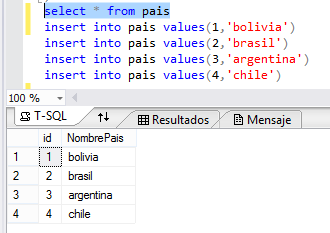 select * from pais
insert into pais values(1,'bolivia')
insert into pais values(2,'brasil')
insert into pais values(3,'argentina')
insert into pais values(4,'chile')
100 %
T-SQL Resultados Mensaje
id NombrePais
1 1 bolivia
2 2 brasil
3 3 argentina
4 4 chile